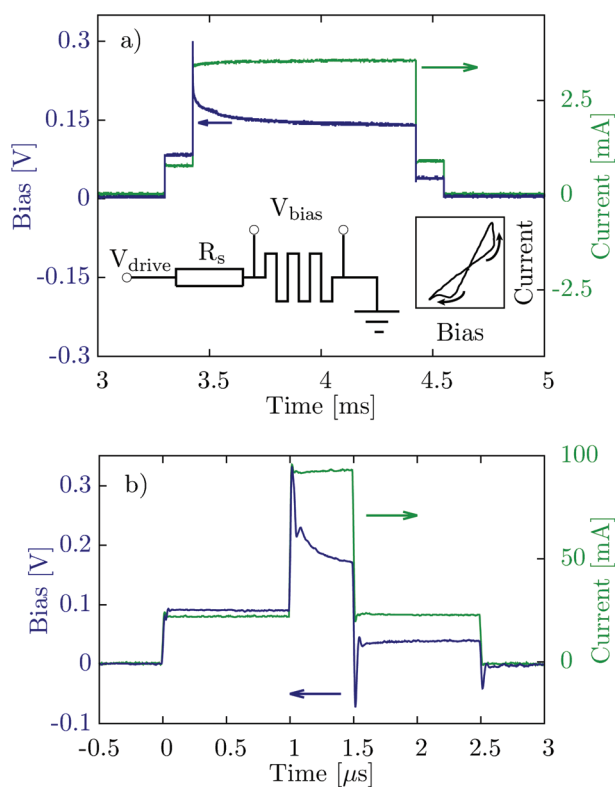 a)
0.3
0.15
0
-0.15
-0.3
Bias [V]
2.5
0
-2.5
Current [mA]
V_drive
R_s
V_bias
Current
Bias
3
3.5
4
4.5
5
Time [ms]
b)
0.3
0.2
0.1
0
-0.1
Bias [V]
100
50
0
Current [mA]
-0.5
0
0.5
1
1.5
2
2.5
3
Time [μs]